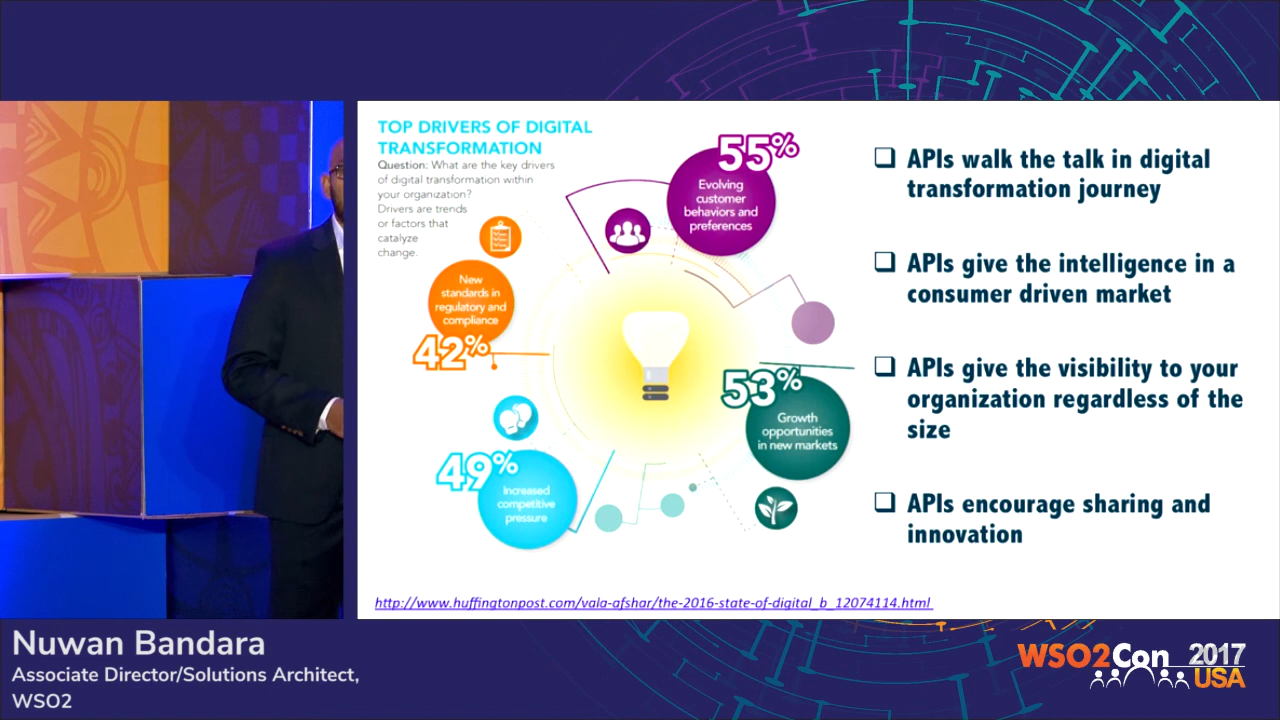 TOP DRIVERS OF DIGITAL
TRANSFORMATION
Question: What are the key drivers
of digital transformation within
your organization?
Drivers are trends
or factors that
catalyze
change.
55%
Evolving
customer
behaviors and
preferences
New
standards in
regulatory and
compliance
42%
53%
Growth
opportunities
in new markets
49%
Increased
competitive
pressure
❑ APIs walk the talk in digital
transformation journey
❑ APIs give the intelligence in a
consumer driven market
❑ APIs give the visibility to your
organization regardless of the
size
❑ APIs encourage sharing and
innovation
http://www.huffingtonpost.com/vala-afshar/the-2016-state-of-digital_b_12074114.html
Nuwan Bandara
Associate Director/Solutions Architect,
WSO2
WSO2Con 2017
USA